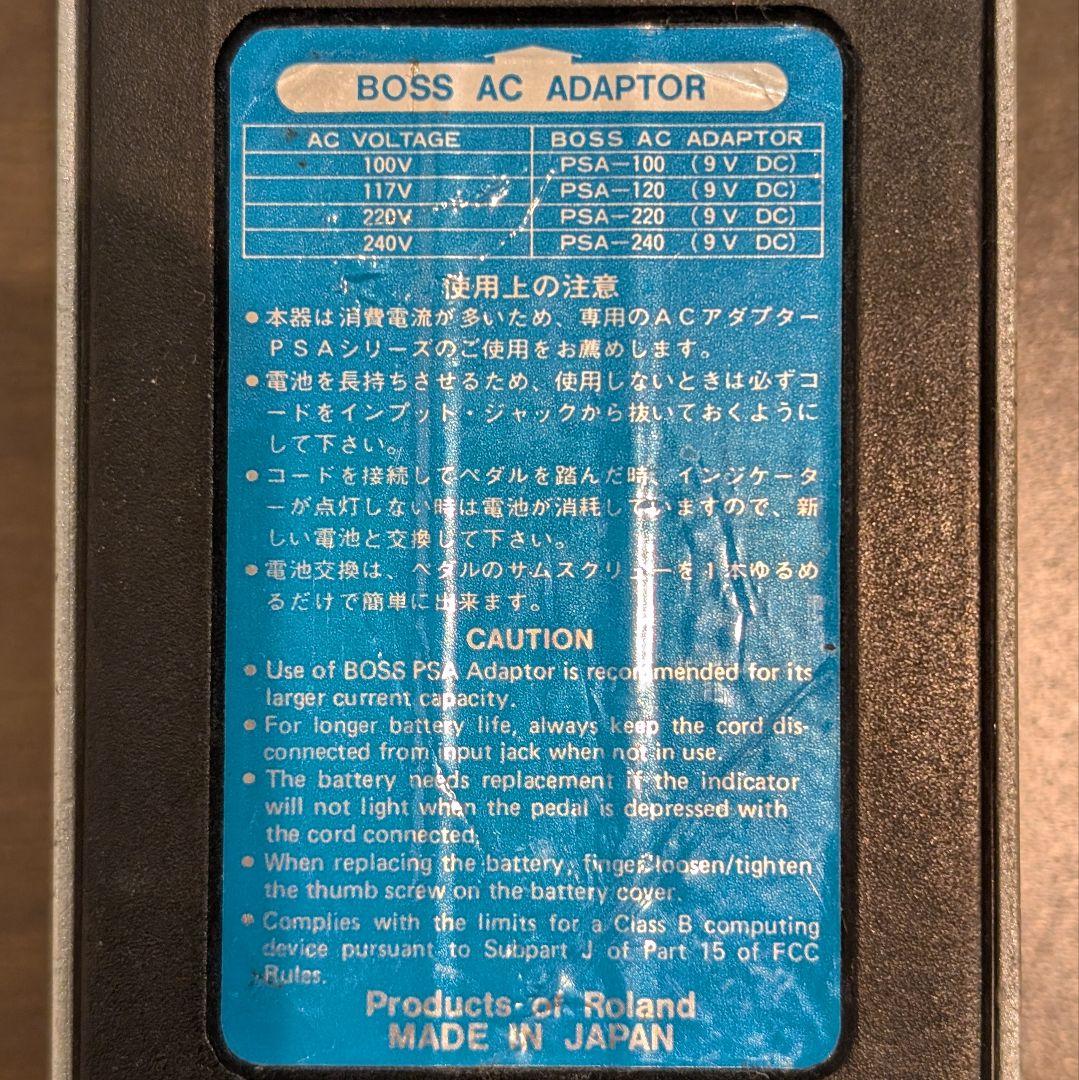 BOSS AC ADAPTOR
AC VOLTAGE BOSS AC ADAPTOR
100V PSA-100 (9V DC)
117V PSA-120 (9V DC)
220V PSA-220 (9V DC)
240V PSA-240 (9V DC)
使用上の注意
●本器は消費電流が多いため、専用のACアダプター
PSAシリーズのご使用をお薦めします。
●電池を長持ちさせるため、使用しないときは必ずコ
ードをインプット・ジャックから抜いておくように
して下さい。
●コードを接続してペダルを踏んだ時、インジケータ
ーが点灯しない時は電池が消耗していますので、新
しい電池と交換して下さい。
●電池交換は、ペダルのサムスクリューを1本ゆるめ
るだけで簡単に出来ます。
CAUTION
● Use of BOSS PSA Adaptor is recommended for its
larger current capacity.
● For longer battery life, always keep the cord dis-
connected from input jack when not in use.
● The battery needs replacement if the indicator
will not light when the pedal is depressed with
the cord connected.
● When replacing the battery, finger loosen/tighten
the thumb screw on the battery cover.
● Complies with the limits for a Class B computing
device pursuant to Subpart J of Part 15 of FCC
Rules.
Products of Roland
MADE IN JAPAN